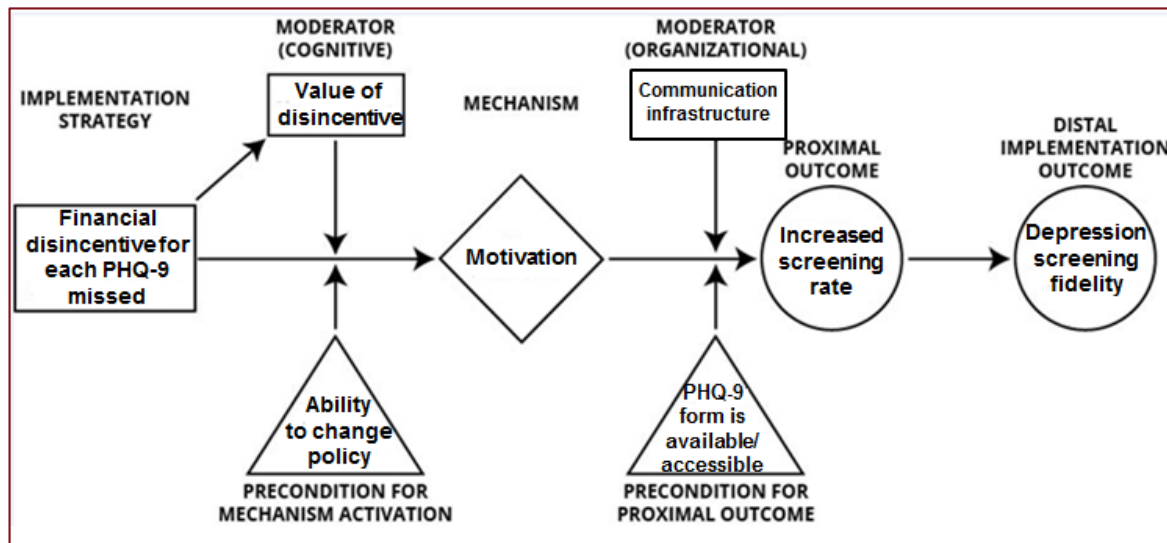 MODERATOR
(COGNITIVE)
MODERATOR
(ORGANIZATIONAL)
IMPLEMENTATION
STRATEGY
Value of
disincentive
MECHANISM
Communication
infrastructure
PROXIMAL
OUTCOME
DISTAL
IMPLEMENTATION
OUTCOME
Financial
disincentive for
each PHQ-9
missed
Motivation
Increased
screening
rate
Depression
screening
fidelity
Ability
to change
policy
PHQ-9
form is
available/
accessible
PRECONDITION FOR
MECHANISM ACTIVATION
PRECONDITION FOR
PROXIMAL OUTCOME